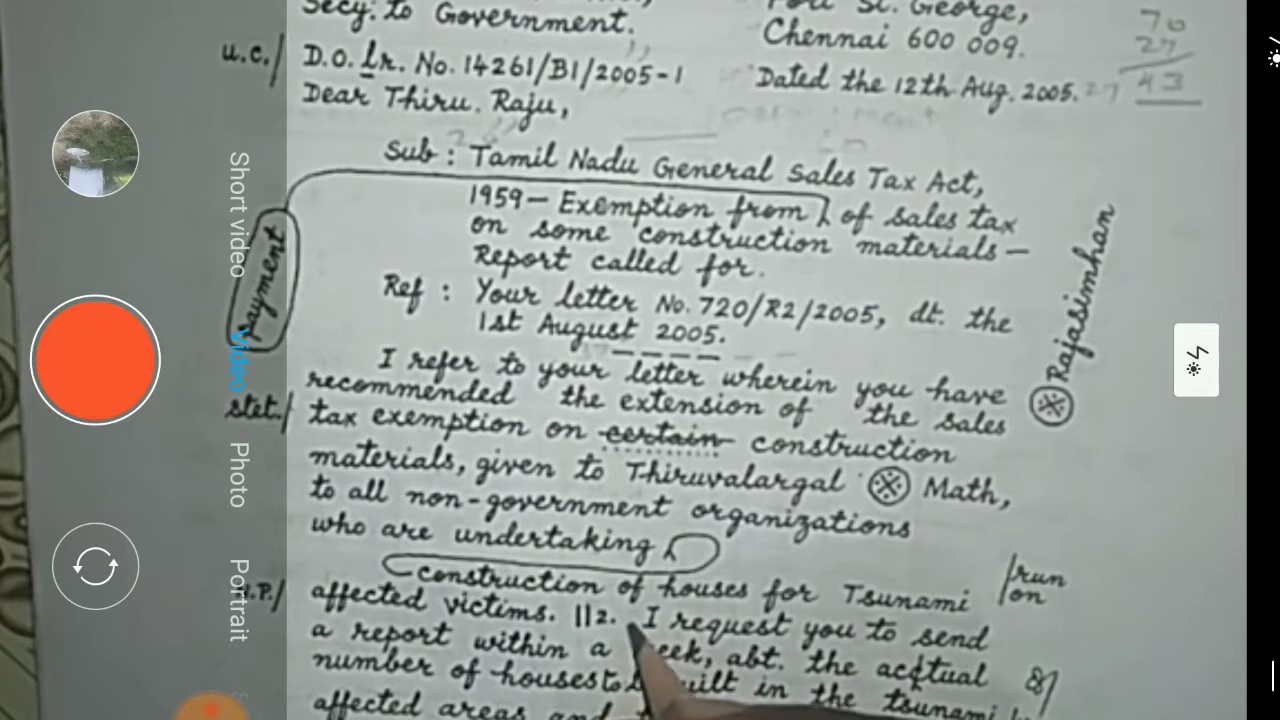 Secy. to Government.
St. George,
Chennai 600 009.
70
27
43
u.c./ D.O. lr. No. 14261/B1/2005-1
Dated the 12th Aug. 2005. 27
Dear Thiru. Raju,
Sub : Tamil Nadu General Sales Tax Act,
1959 — Exemption from of sales tax
on some construction materials —
Report called for.
payment
Ref : Your letter No. 720/R2/2005, dt. the
1st August 2005.
Rajasimhan
I refer to your letter wherein you have
recommended the extension of the sales
stet./ tax exemption on certain construction
materials, given to Thiruvalargal Math,
to all non-government organizations
who are undertaking
construction of houses for Tsunami
run
on
affected victims. ||2. I request you to send
a report within a eek, abt. the acctual
number of houses to uilt in the tsunami
affected areas and
Short video
Video
Photo
Portrait